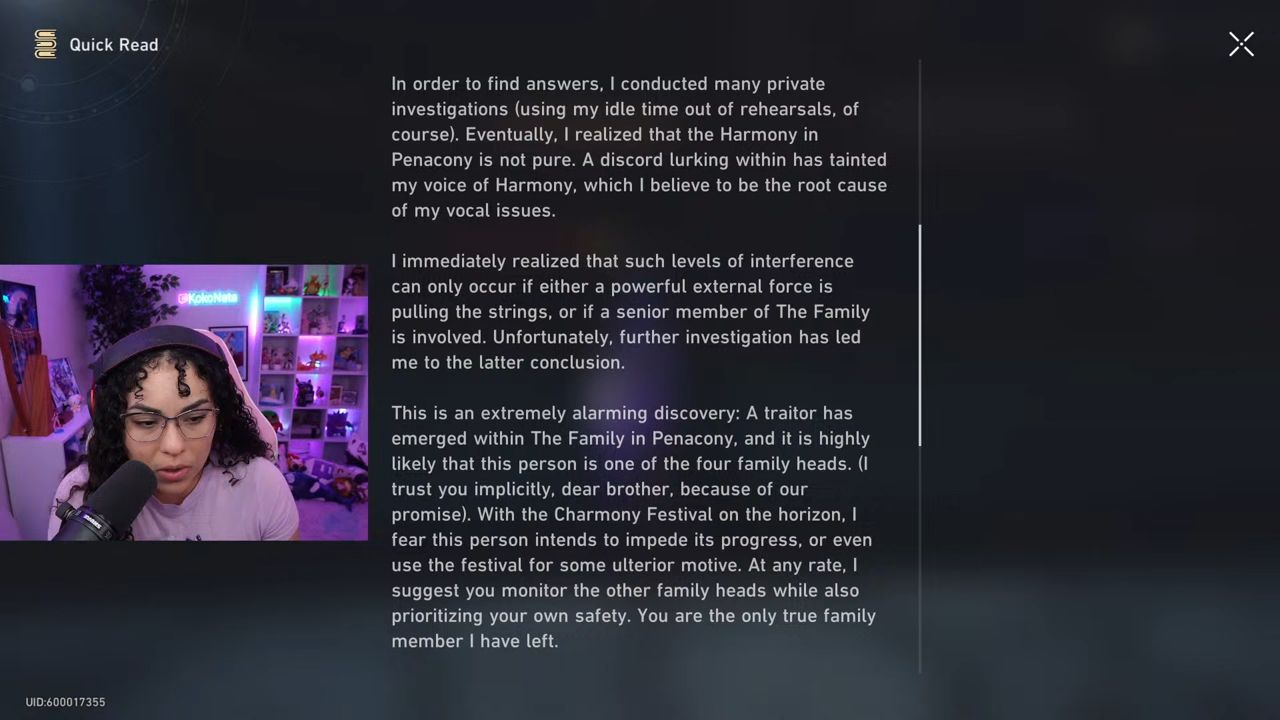 Quick Read
In order to find answers, I conducted many private
investigations (using my idle time out of rehearsals, of
course). Eventually, I realized that the Harmony in
Penacony is not pure. A discord lurking within has tainted
my voice of Harmony, which I believe to be the root cause
of my vocal issues.
I immediately realized that such levels of interference
can only occur if either a powerful external force is
pulling the strings, or if a senior member of The Family
is involved. Unfortunately, further investigation has led
me to the latter conclusion.
@KokoNata
This is an extremely alarming discovery: A traitor has
emerged within The Family in Penacony, and it is highly
likely that this person is one of the four family heads. (I
trust you implicitly, dear brother, because of our
promise). With the Charmony Festival on the horizon, I
fear this person intends to impede its progress, or even
use the festival for some ulterior motive. At any rate, I
suggest you monitor the other family heads while also
prioritizing your own safety. You are the only true family
member I have left.
UID:600017355